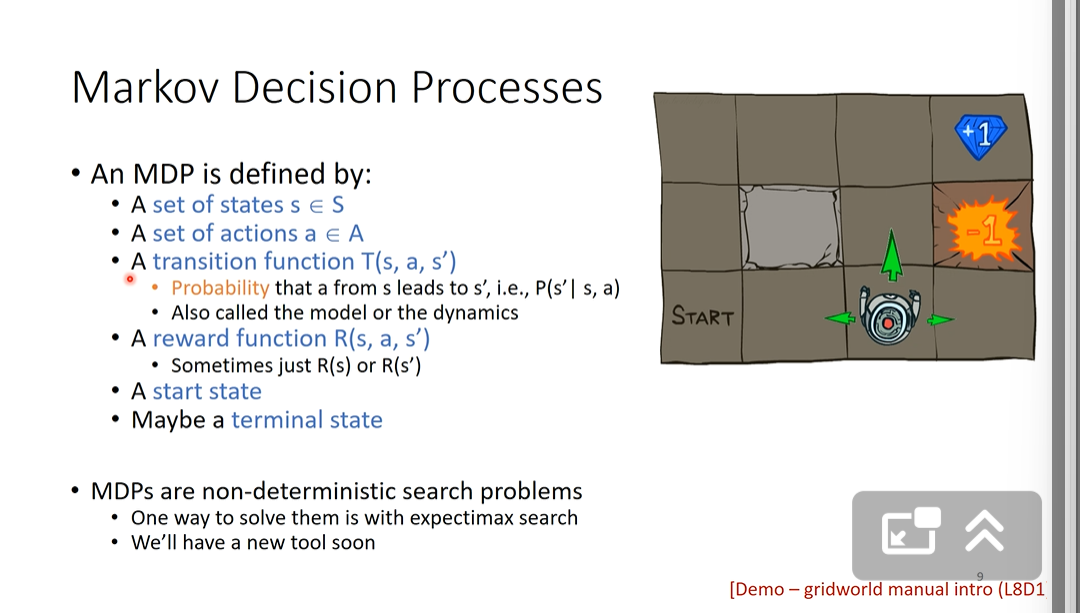 Markov Decision Processes
• An MDP is defined by:
• A set of states s ∈ S
• A set of actions a ∈ A
• A transition function T(s, a, s’)
• Probability that a from s leads to s’, i.e., P(s’| s, a)
• Also called the model or the dynamics
• A reward function R(s, a, s’)
• Sometimes just R(s) or R(s’)
• A start state
• Maybe a terminal state
• MDPs are non-deterministic search problems
• One way to solve them is with expectimax search
• We’ll have a new tool soon
+1
-1
START
9
[Demo – gridworld manual intro (L8D1